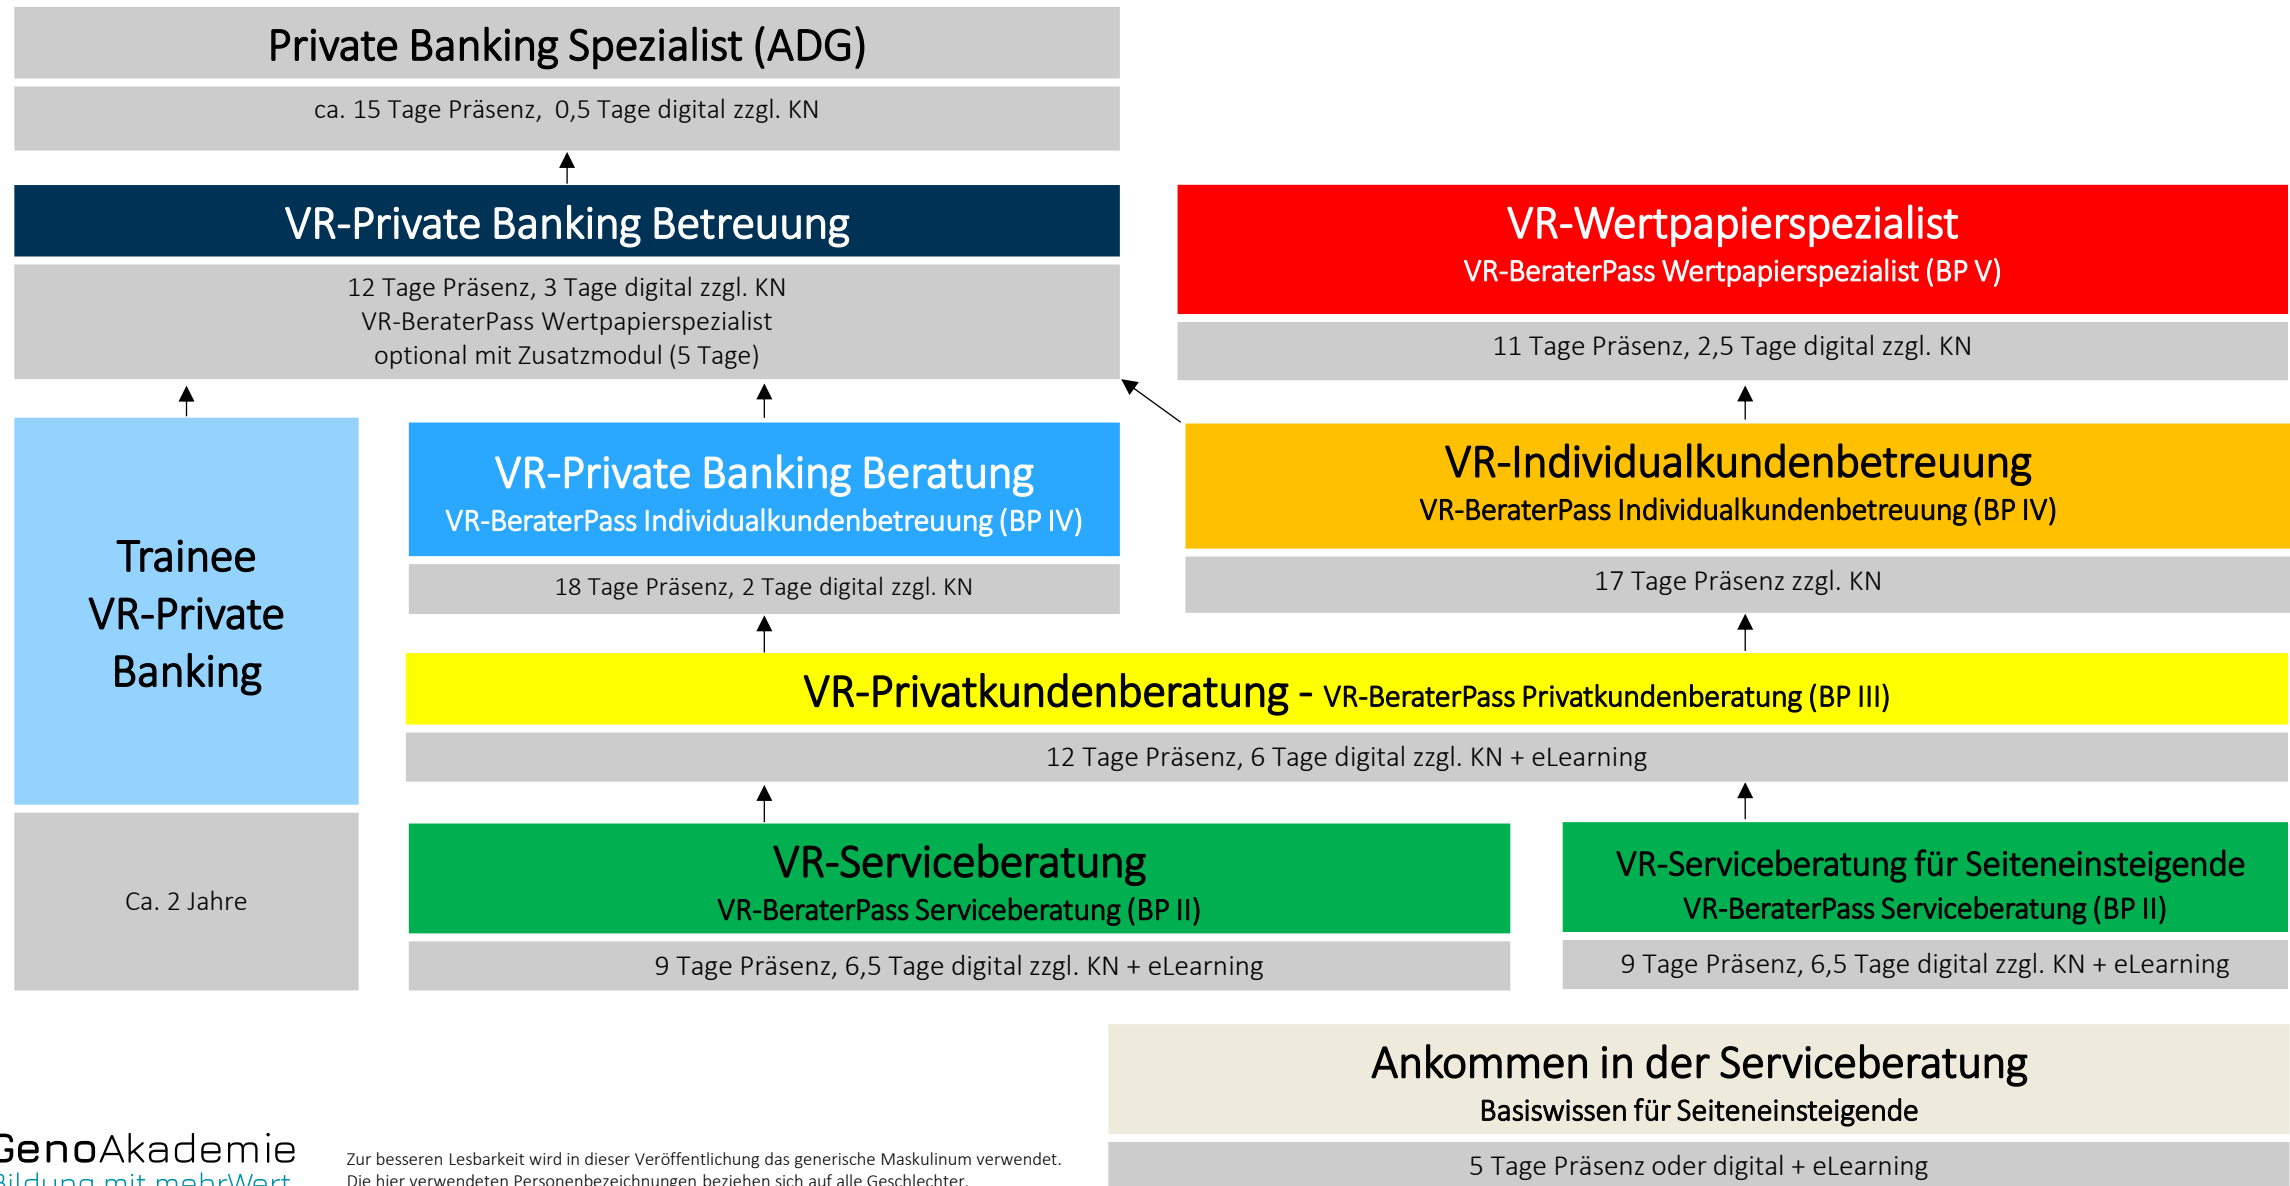 Private Banking Spezialist (ADG)
ca. 15 Tage Präsenz, 0,5 Tage digital zzgl. KN
VR-Private Banking Betreuung
12 Tage Präsenz, 3 Tage digital zzgl. KN
VR-BeraterPass Wertpapierspezialist
optional mit Zusatzmodul (5 Tage)
VR-Wertpapierspezialist
VR-BeraterPass Wertpapierspezialist (BP V)
11 Tage Präsenz, 2,5 Tage digital zzgl. KN
Trainee
VR-Private
Banking
Ca. 2 Jahre
VR-Private Banking Beratung
VR-BeraterPass Individualkundenbetreuung (BP IV)
18 Tage Präsenz, 2 Tage digital zzgl. KN
VR-Individualkundenbetreuung
VR-BeraterPass Individualkundenbetreuung (BP IV)
17 Tage Präsenz zzgl. KN
VR-Privatkundenberatung - VR-BeraterPass Privatkundenberatung (BP III)
12 Tage Präsenz, 6 Tage digital zzgl. KN + eLearning
VR-Serviceberatung
VR-BeraterPass Serviceberatung (BP II)
9 Tage Präsenz, 6,5 Tage digital zzgl. KN + eLearning
VR-Serviceberatung für Seiteneinsteigende
VR-BeraterPass Serviceberatung (BP II)
9 Tage Präsenz, 6,5 Tage digital zzgl. KN + eLearning
Ankommen in der Serviceberatung
Basiswissen für Seiteneinsteigende
5 Tage Präsenz oder digital + eLearning
GenoAkademie
Bildung mit mehrWert
Zur besseren Lesbarkeit wird in dieser Veröffentlichung das generische Maskulinum verwendet.
Die hier verwendeten Personenbezeichnungen beziehen sich auf alle Geschlechter.